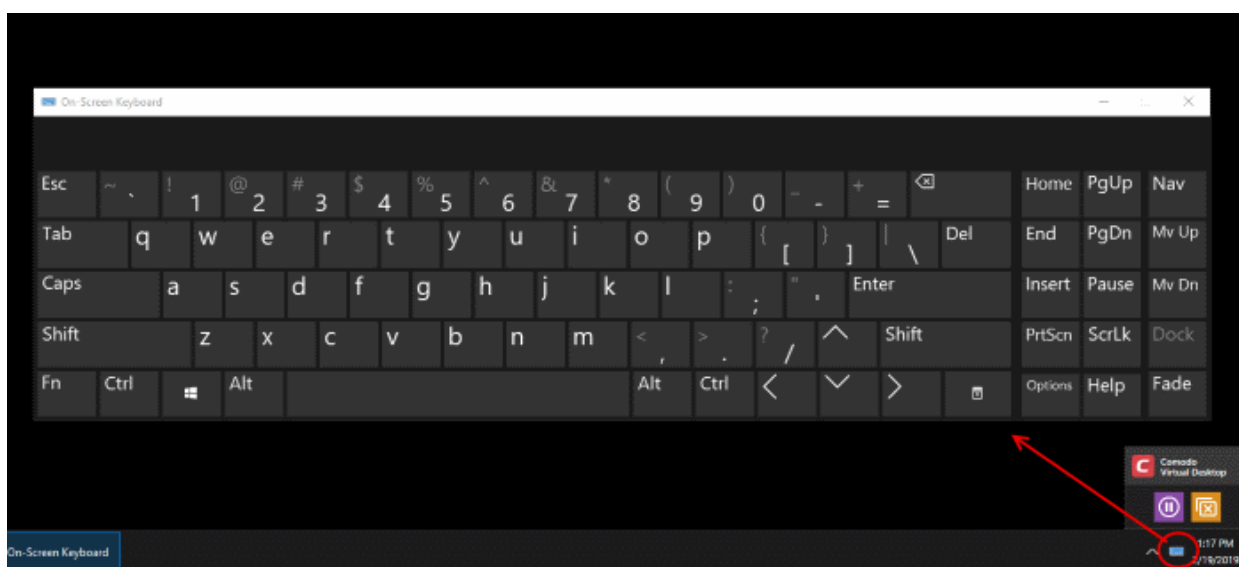 On-Screen Keyboard
Esc ~ ` ! 1 @ 2 # 3 $ 4 % 5 ^ 6 & 7 * 8 ( 9 ) 0 _ - + = Home PgUp Nav
Tab q w e r t y u i o p { [ } ] | \ Del End PgDn Mv Up
Caps a s d f g h j k l : ; " ' Enter Insert Pause Mv Dn
Shift z x c v b n m < , > . ? / Shift PrtScn ScrLk Dock
Fn Ctrl Alt Alt Ctrl Options Help Fade
Comodo
Virtual Desktop
On-Screen Keyboard
1:17 PM
/19/2019